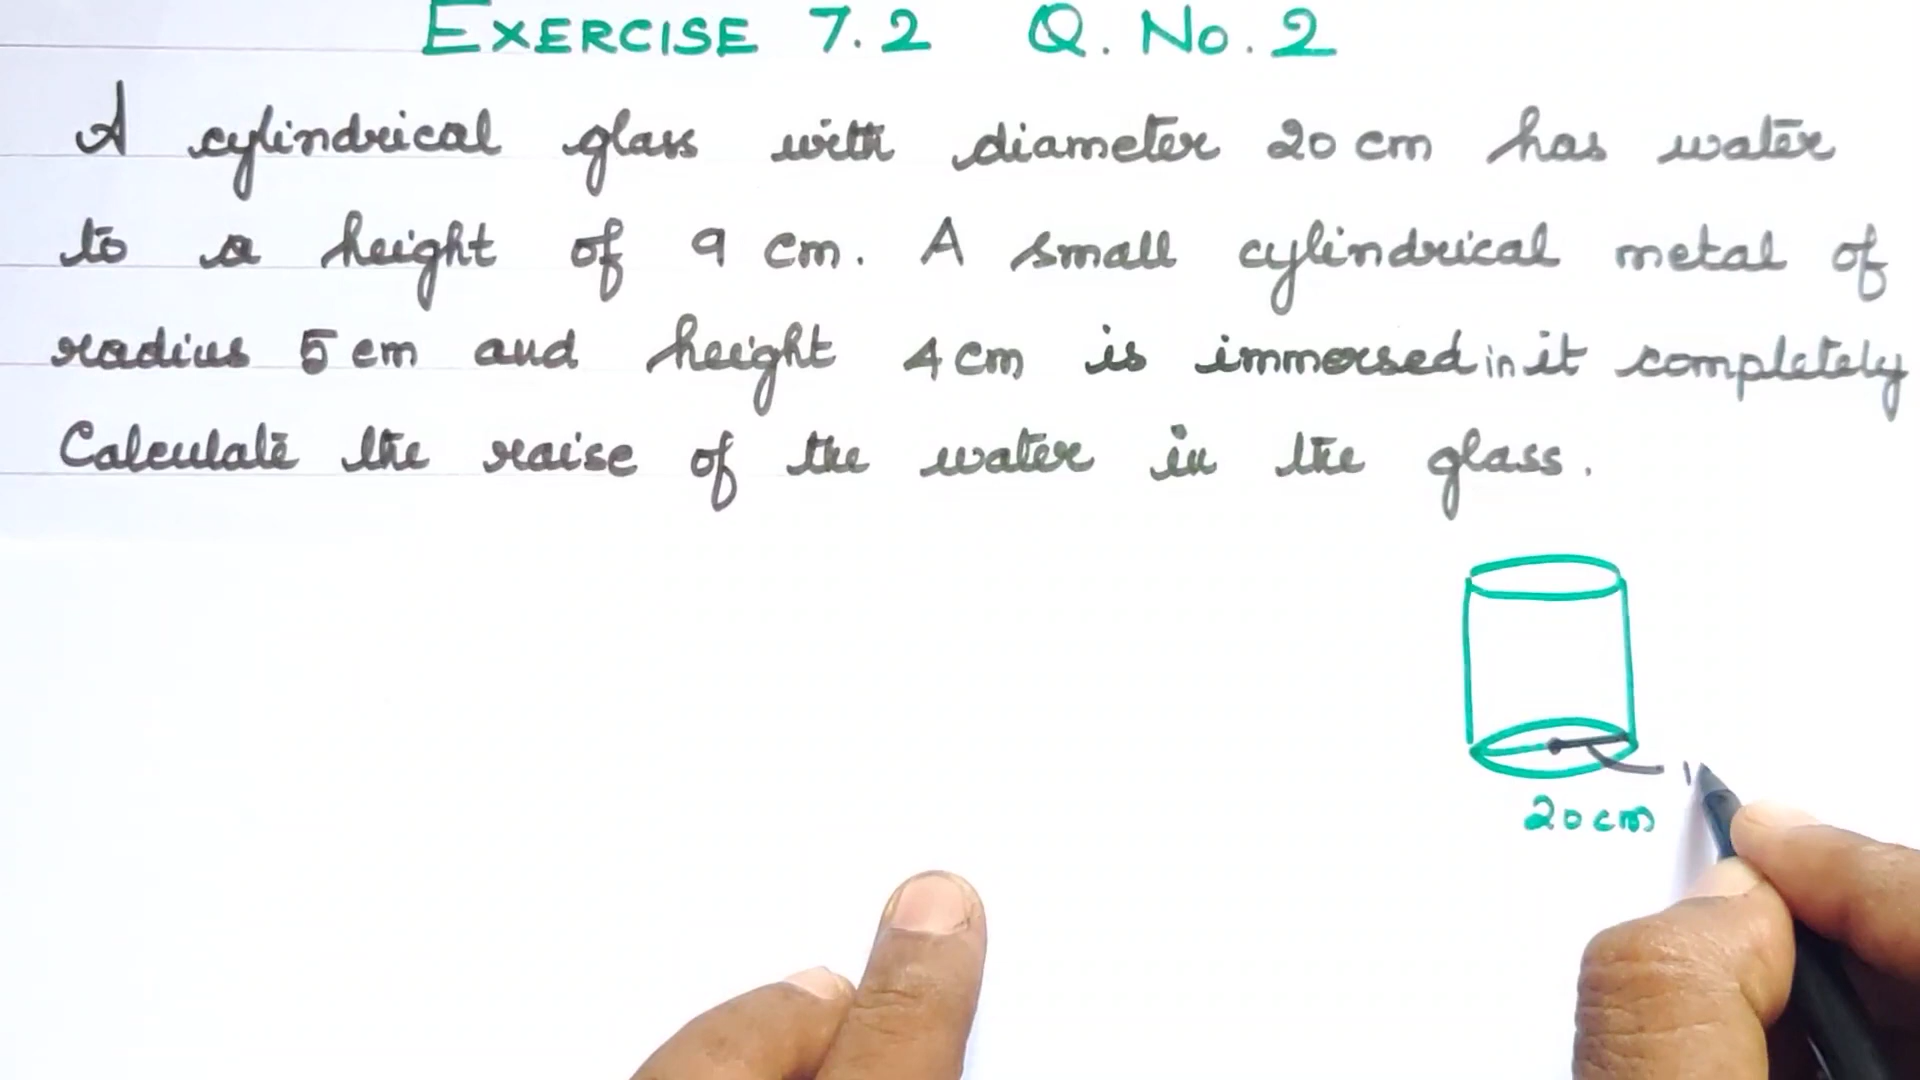 EXERCISE 7.2 Q. No. 2
A cylindrical glass with diameter 20 cm has water
to a height of 9 cm. A small cylindrical metal of
radius 5 cm and height 4 cm is immersed in it completely
Calculate the raise of the water in the glass.
20 cm